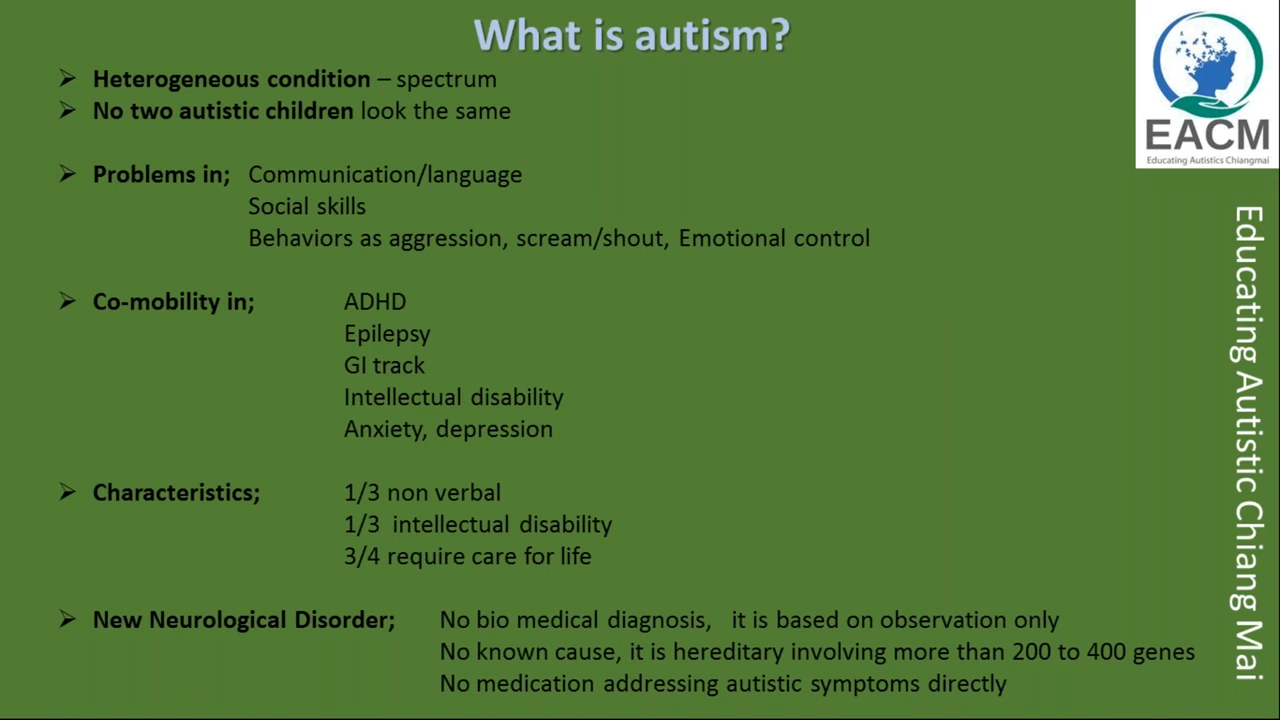 What is autism?
Heterogeneous condition – spectrum
No two autistic children look the same
Problems in; Communication/language
Social skills
Behaviors as aggression, scream/shout, Emotional control
Co-mobility in; ADHD
Epilepsy
GI track
Intellectual disability
Anxiety, depression
Characteristics; 1/3 non verbal
1/3 intellectual disability
3/4 require care for life
New Neurological Disorder; No bio medical diagnosis, it is based on observation only
No known cause, it is hereditary involving more than 200 to 400 genes
No medication addressing autistic symptoms directly
EACM
Educating Autistics Chiangmai
Educating Autistic Chiang Mai